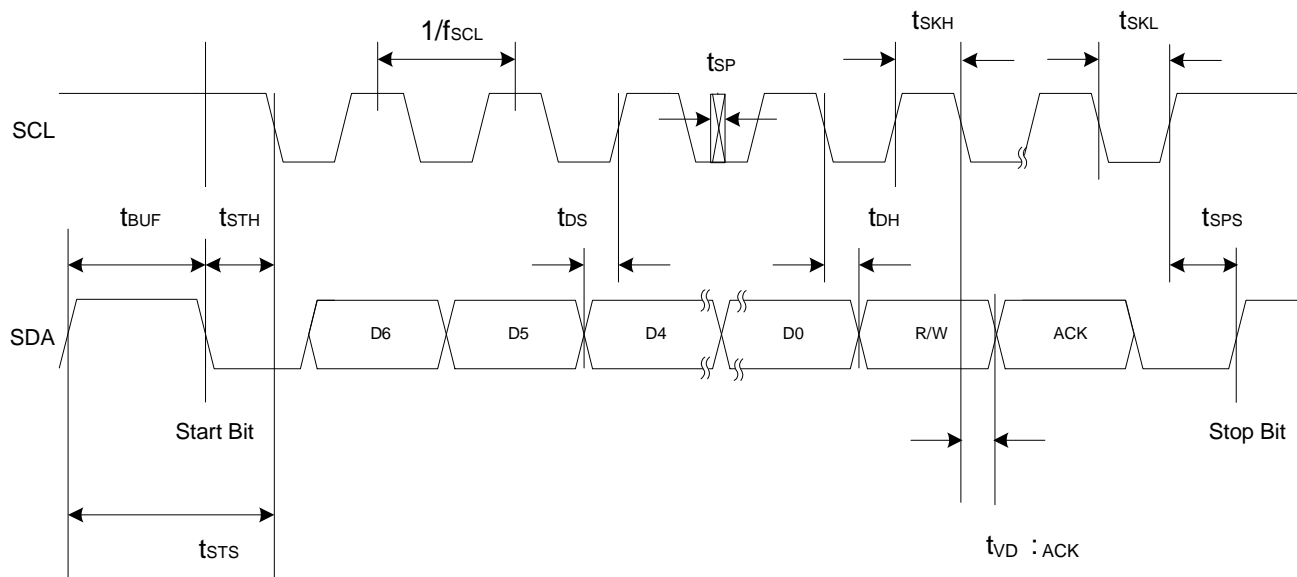 1/fSCL
tSKH
tSKL
tSP
SCL
tBUF
tSTH
tDS
tDH
tSPS
SDA
D6
D5
D4
D0
R/W
ACK
Start Bit
Stop Bit
tSTS
tVD : ACK